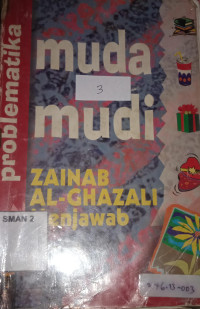 problematika
muda
3
mudi
ZAINAB
AL-GHAZALI
Menjawab
SMAN 2